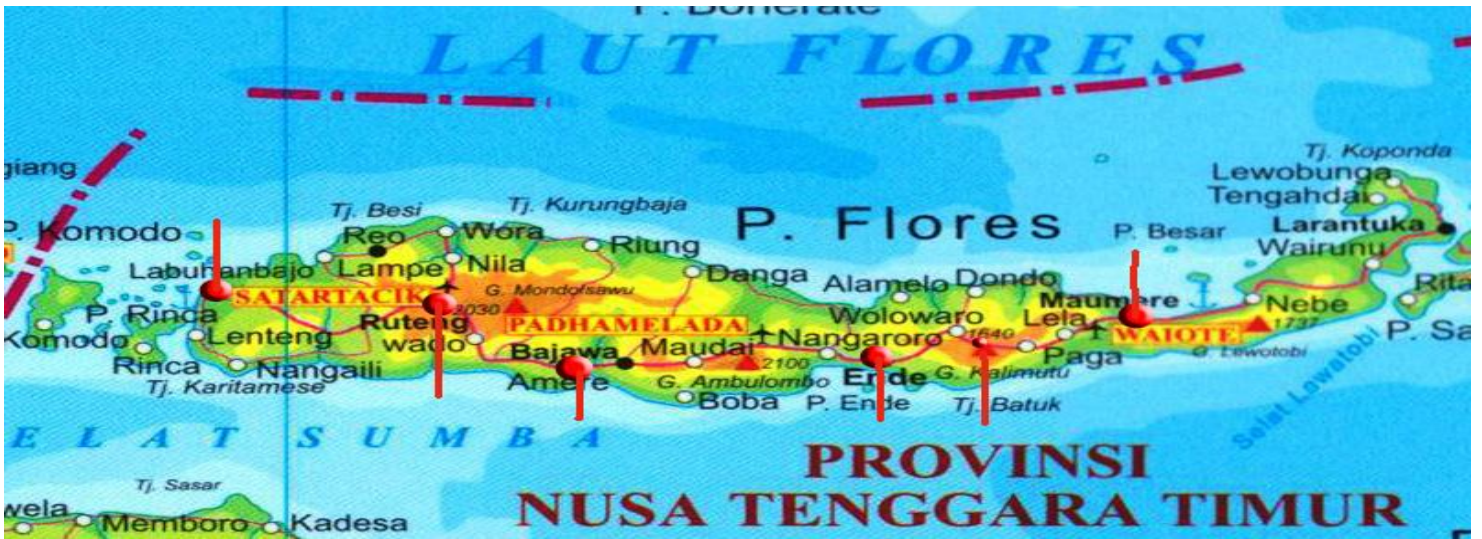 P. Bonerate
LAUT FLORES
giang
Tj. Koponda
Lewobunga
Tengahdai
P. Komodo
Tj. Besi
Tj. Kurungbaja
P. Flores
P. Besar
Larantuka
Reo
Wora
Riung
Wairunu
Labuhanbajo
Lampe
Nila
Danga
Alamelo
Dondo
Rita
SATARTACIK
G. Mondofsawu
2030
Maumere
Nebe
P. Rinca
Ruteng
PADHAMELADA
Wolowaro
1640
Lela
WAIOTE
1737
P. Sa
Komodo
Lenteng
wado
Bajawa
Maudai
Nangaroro
Paga
G. Lewotobi
Rinca
Nangaili
Amere
2100
Ende
G. Kalimutu
Tj. Karitamese
G. Ambulombo
Boba
P. Ende
Tj. Batuk
Selat Lewatobi
ELAT SUMBA
PROVINSI
NUSA TENGGARA TIMUR
Tj. Sasar
wela
Memboro
Kadesa